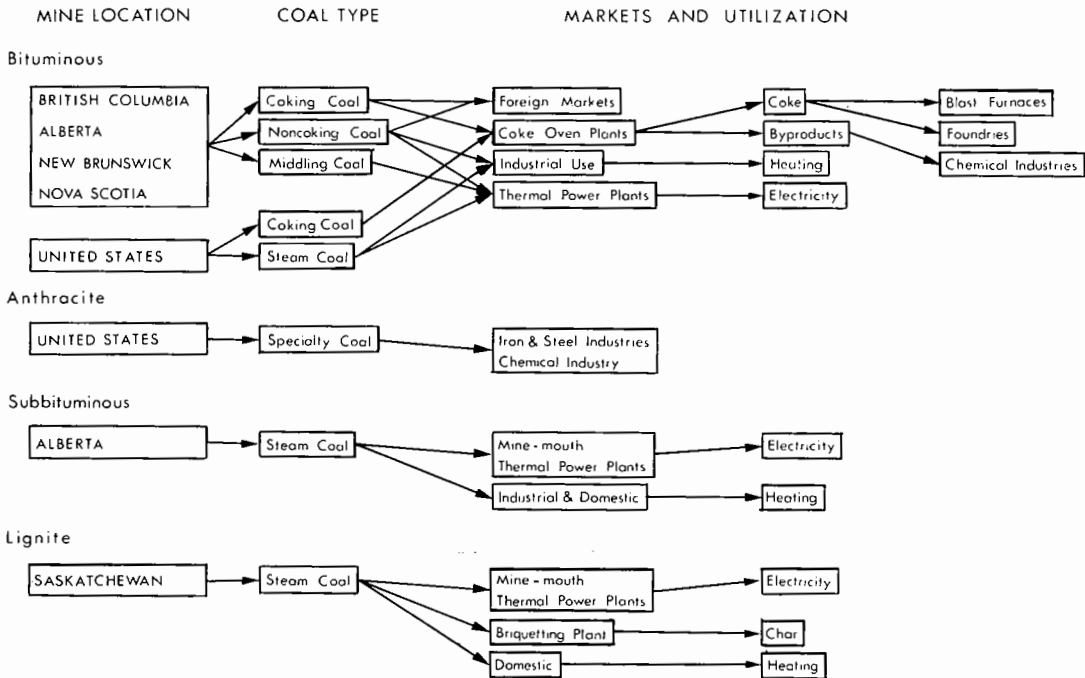 MINE LOCATION COAL TYPE MARKETS AND UTILIZATION
Bituminous
BRITISH COLUMBIA
ALBERTA
NEW BRUNSWICK
NOVA SCOTIA
Coking Coal
Noncoking Coal
Middling Coal
Foreign Markets
Coke Oven Plants
Industrial Use
Thermal Power Plants
Coke
Byproducts
Heating
Electricity
Blast Furnaces
Foundries
Chemical Industries
UNITED STATES
Coking Coal
Steam Coal
Anthracite
UNITED STATES
Specialty Coal
Iron & Steel Industries
Chemical Industry
Subbituminous
ALBERTA
Steam Coal
Mine-mouth
Thermal Power Plants
Electricity
Industrial & Domestic
Heating
Lignite
SASKATCHEWAN
Steam Coal
Mine-mouth
Thermal Power Plants
Electricity
Briquetting Plant
Char
Domestic
Heating